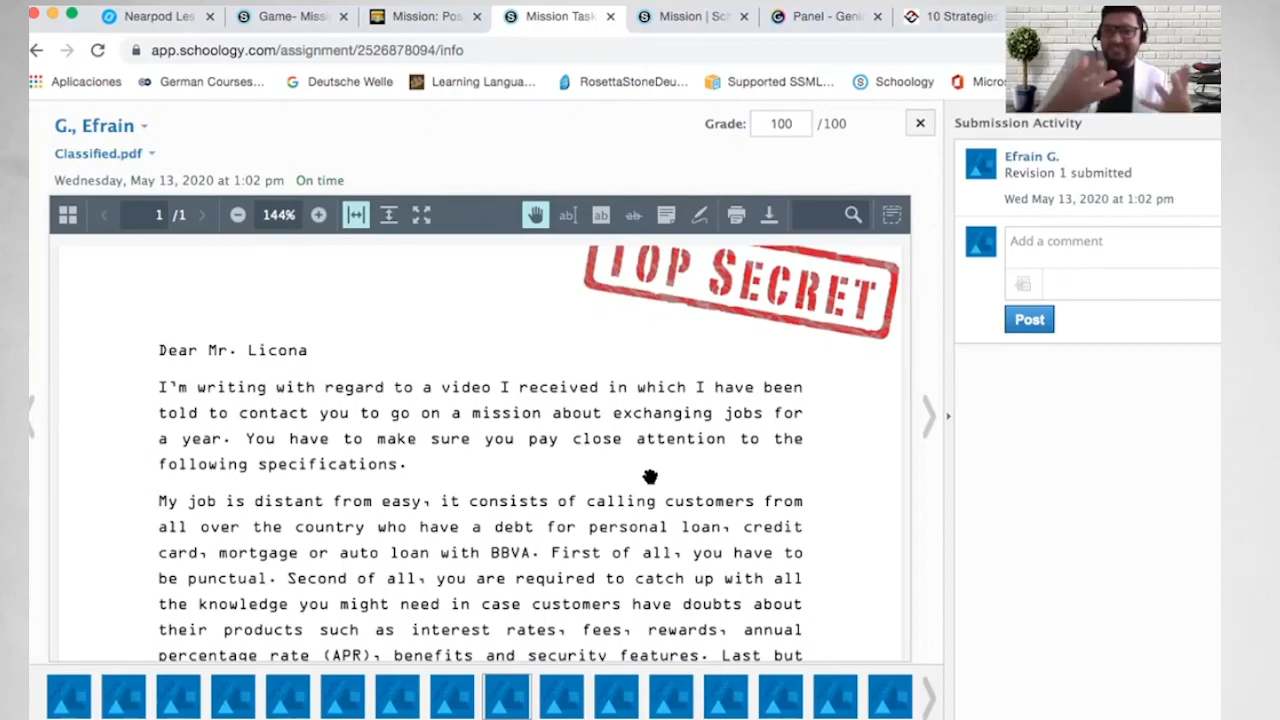 Nearpod Les
Game- Missi
Mission: Pos
Mission Task
Mission | Sc
Panel - Geni
10 Strategies
app.schoology.com/assignment/2526878094/info
Aplicaciones
German Courses...
Deutsche Welle
Learning Langua...
RosettaStoneDeu...
Supported SSML...
Schoology
Micros
G., Efrain
Grade: 100 /100
Classified.pdf
Wednesday, May 13, 2020 at 1:02 pm On time
1 /1
144%
TOP SECRET
Dear Mr. Licona
I'm writing with regard to a video I received in which I have been
told to contact you to go on a mission about exchanging jobs for
a year. You have to make sure you pay close attention to the
following specifications.
My job is distant from easy, it consists of calling customers from
all over the country who have a debt for personal loan, credit
card, mortgage or auto loan with BBVA. First of all, you have to
be punctual. Second of all, you are required to catch up with all
the knowledge you might need in case customers have doubts about
their products such as interest rates, fees, rewards, annual
percentage rate (APR), benefits and security features. Last but
Submission Activity
Efrain G.
Revision 1 submitted
Wed May 13, 2020 at 1:02 pm
Add a comment
Post